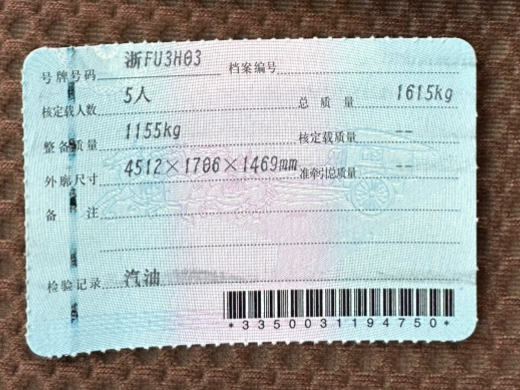 号牌号码 浙FU3H03 档案编号
核定载人数 5人 总质量 1615kg
整备质量 1155kg 核定载质量 --
外廓尺寸 4512×1706×1469mm 准牵引总质量 --
备注
检验记录 汽油
*3350031194750*